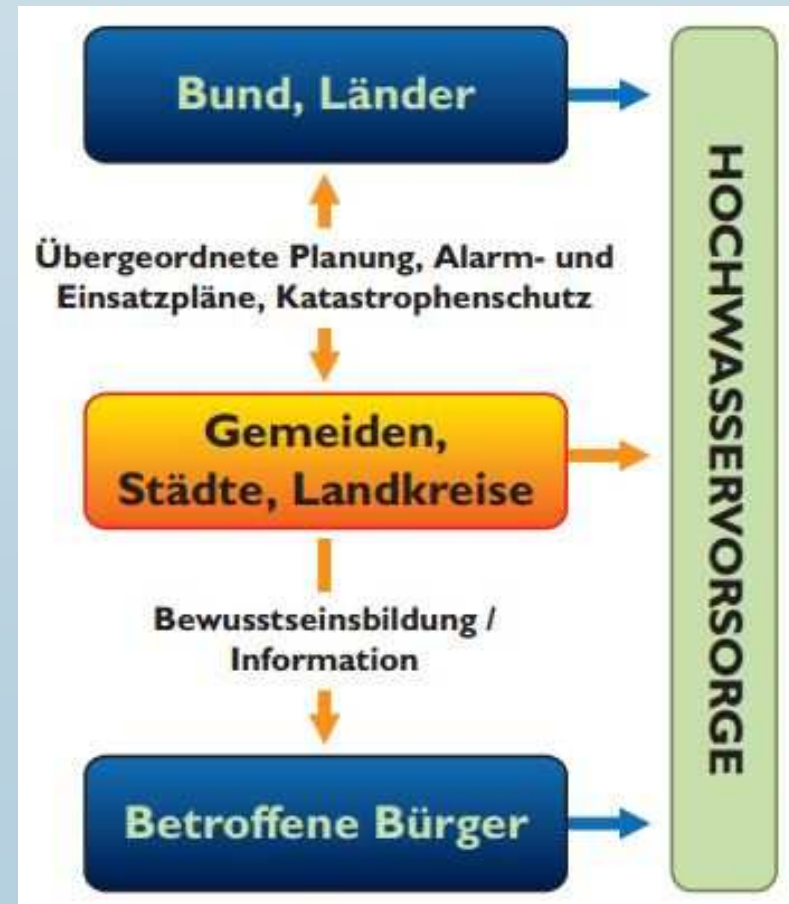 Bund, Länder
Übergeordnete Planung, Alarm- und
Einsatzpläne, Katastrophenschutz
Gemeiden,
Städte, Landkreise
Bewusstseinsbildung /
Information
Betroffene Bürger
HOCHWASSERVORSORGE